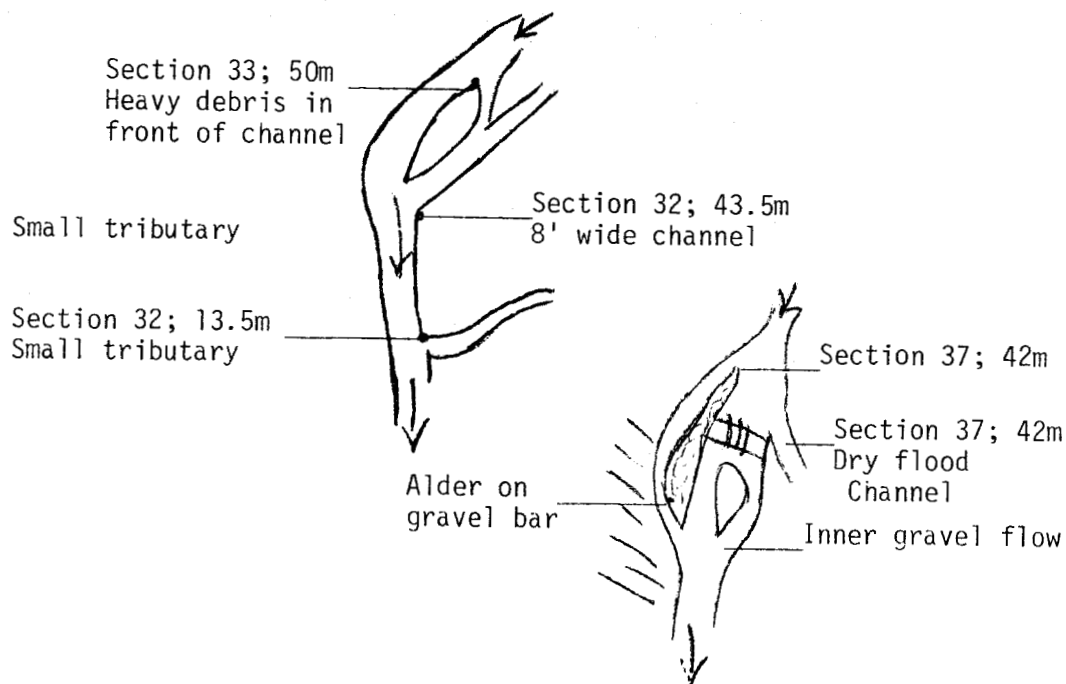 Section 33; 50m
Heavy debris in
front of channel
Small tributary
Section 32; 43.5m
8' wide channel
Section 32; 13.5m
Small tributary
Section 37; 42m
Section 37; 42m
Dry flood
Channel
Alder on
gravel bar
Inner gravel flow